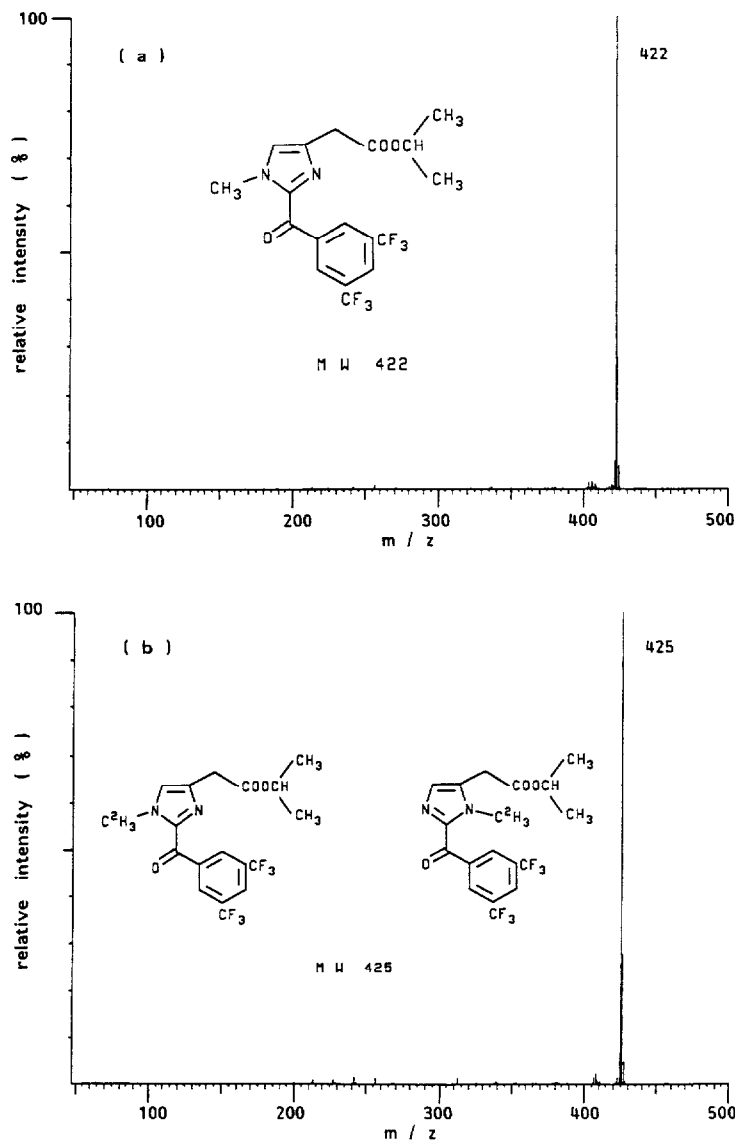 100
( a )
422
relative intensity ( % )
CH3
COOCH
CH3
N
N
CH3
O
CF3
CF3
M W 422
100
200
300
400
500
m / z
100
( b )
425
relative intensity ( % )
CH3
COOCH
CH3
N
N
C2H3
O
CF3
CF3
CH3
COOCH
CH3
N
N
C2H3
O
CF3
CF3
M W 425
100
200
300
400
500
m / z